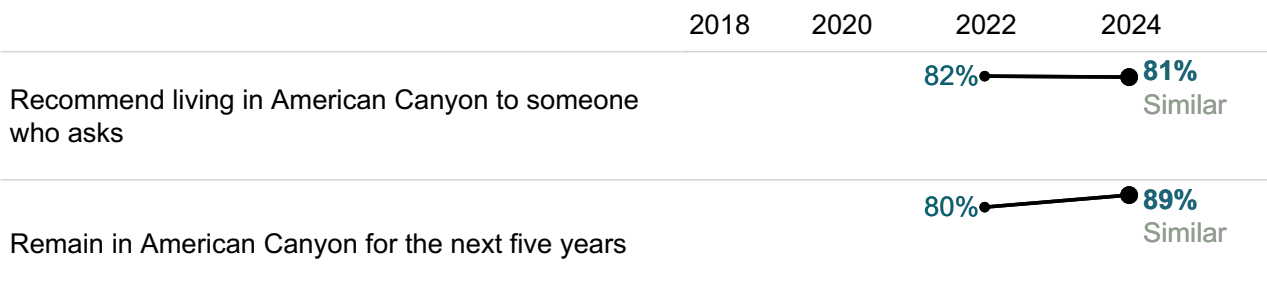 2018 2020 2022 2024
82% 81%
Recommend living in American Canyon to someone
who asks
Similar
80% 89%
Remain in American Canyon for the next five years
Similar